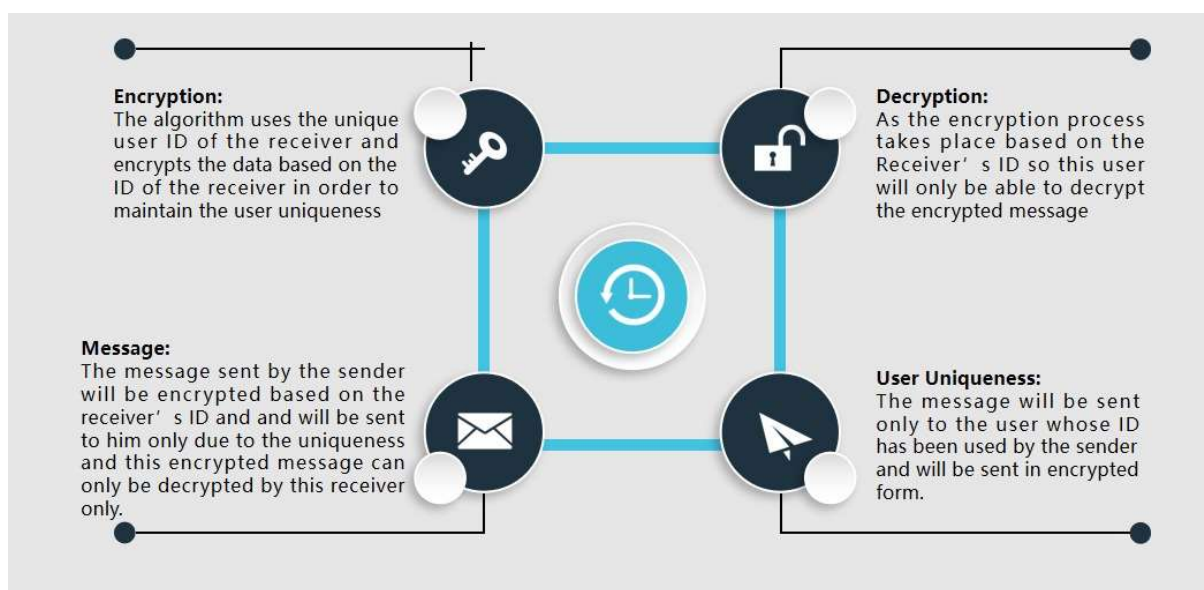 Encryption:
The algorithm uses the unique
user ID of the receiver and
encrypts the data based on the
ID of the receiver in order to
maintain the user uniqueness
Decryption:
As the encryption process
takes place based on the
Receiver’s ID so this user
will only be able to decrypt
the encrypted message
Message:
The message sent by the sender
will be encrypted based on the
receiver’s ID and and will be sent
to him only due to the uniqueness
and this encrypted message can
only be decrypted by this receiver
only.
User Uniqueness:
The message will be sent
only to the user whose ID
has been used by the sender
and will be sent in encrypted
form.